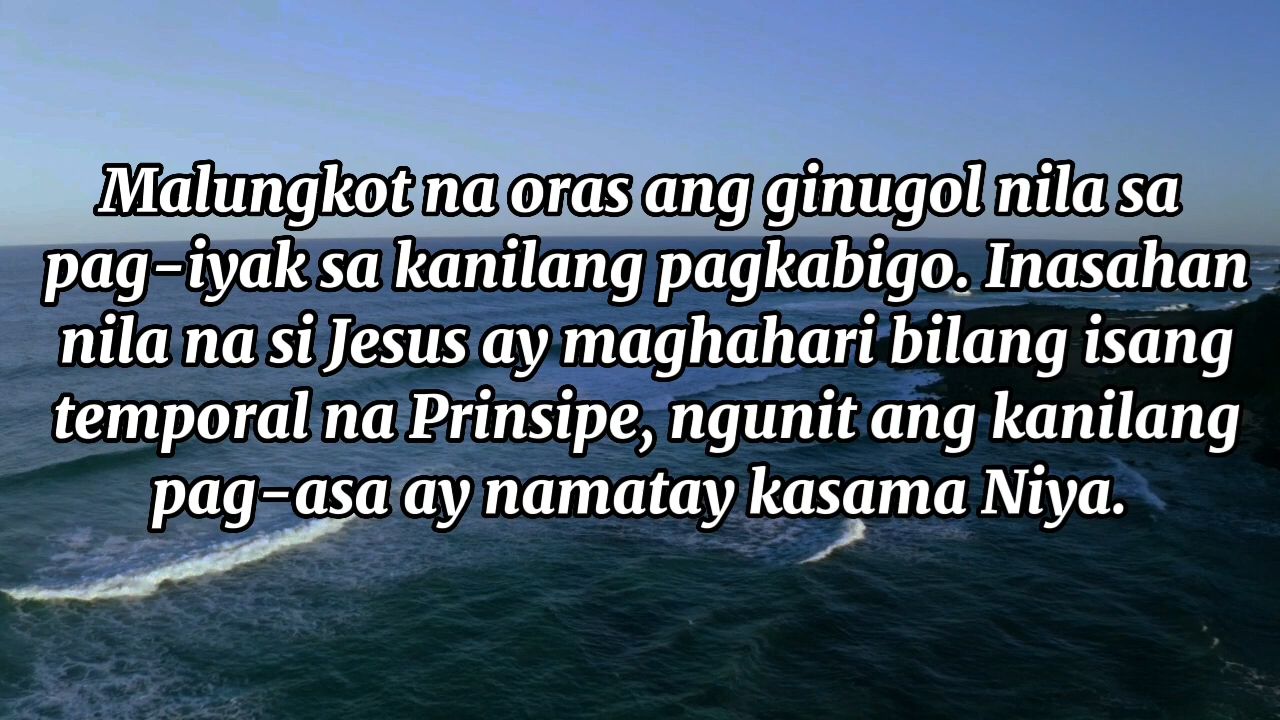 Malungkot na oras ang ginugol nila sa
pag-iyak sa kanilang pagkabigo. Inasahan
nila na si Jesus ay maghahari bilang isang
temporal na Prinsipe, ngunit ang kanilang
pag-asa ay namatay kasama Niya.